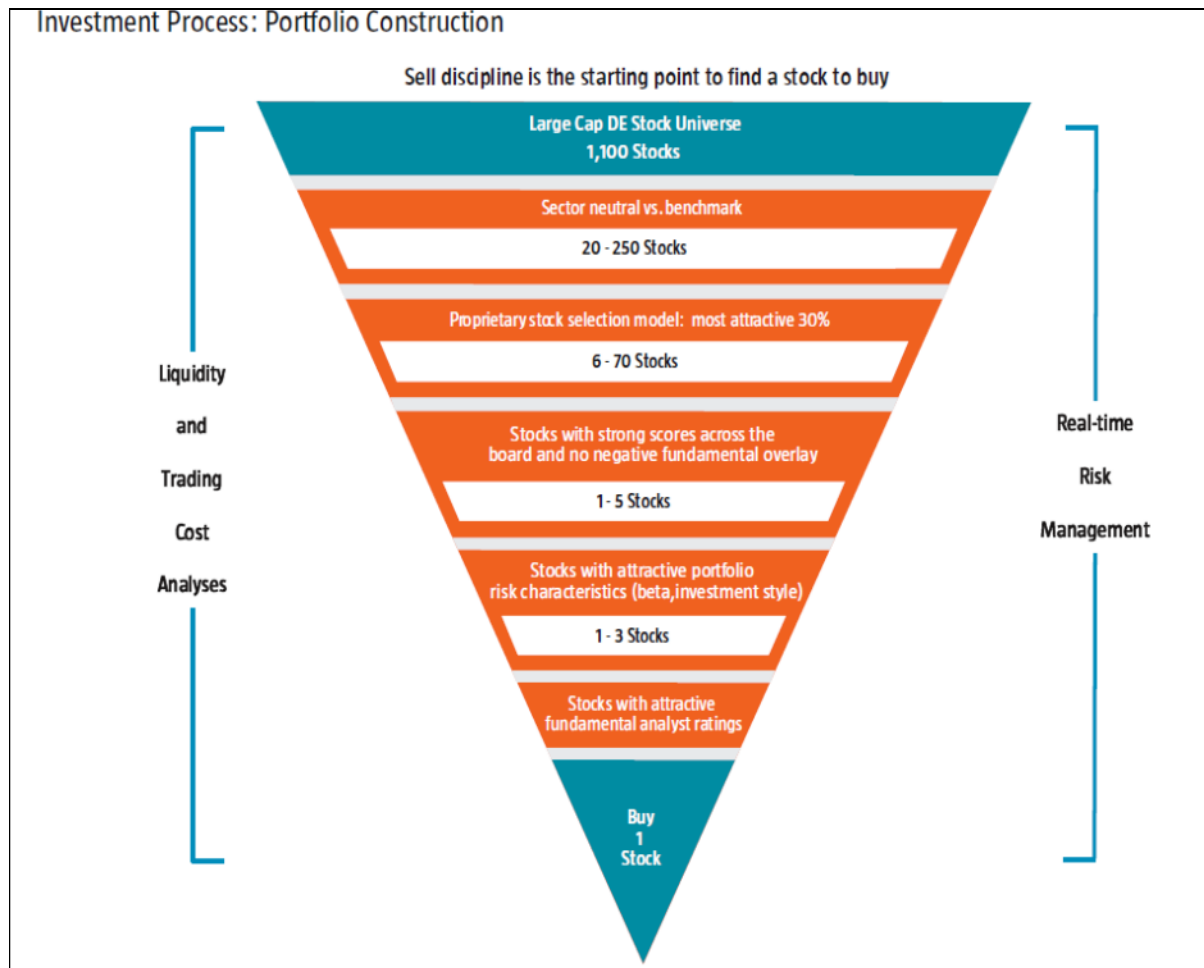 Investment Process: Portfolio Construction
Sell discipline is the starting point to find a stock to buy
Large Cap DE Stock Universe
1,100 Stocks
Sector neutral vs. benchmark
20 - 250 Stocks
Proprietary stock selection model: most attractive 30%
6 - 70 Stocks
Stocks with strong scores across the
board and no negative fundamental overlay
1 - 5 Stocks
Stocks with attractive portfolio
risk characteristics (beta,investment style)
1 - 3 Stocks
Stocks with attractive
fundamental analyst ratings
Buy
1
Stock
Liquidity
and
Trading
Cost
Analyses
Real-time
Risk
Management